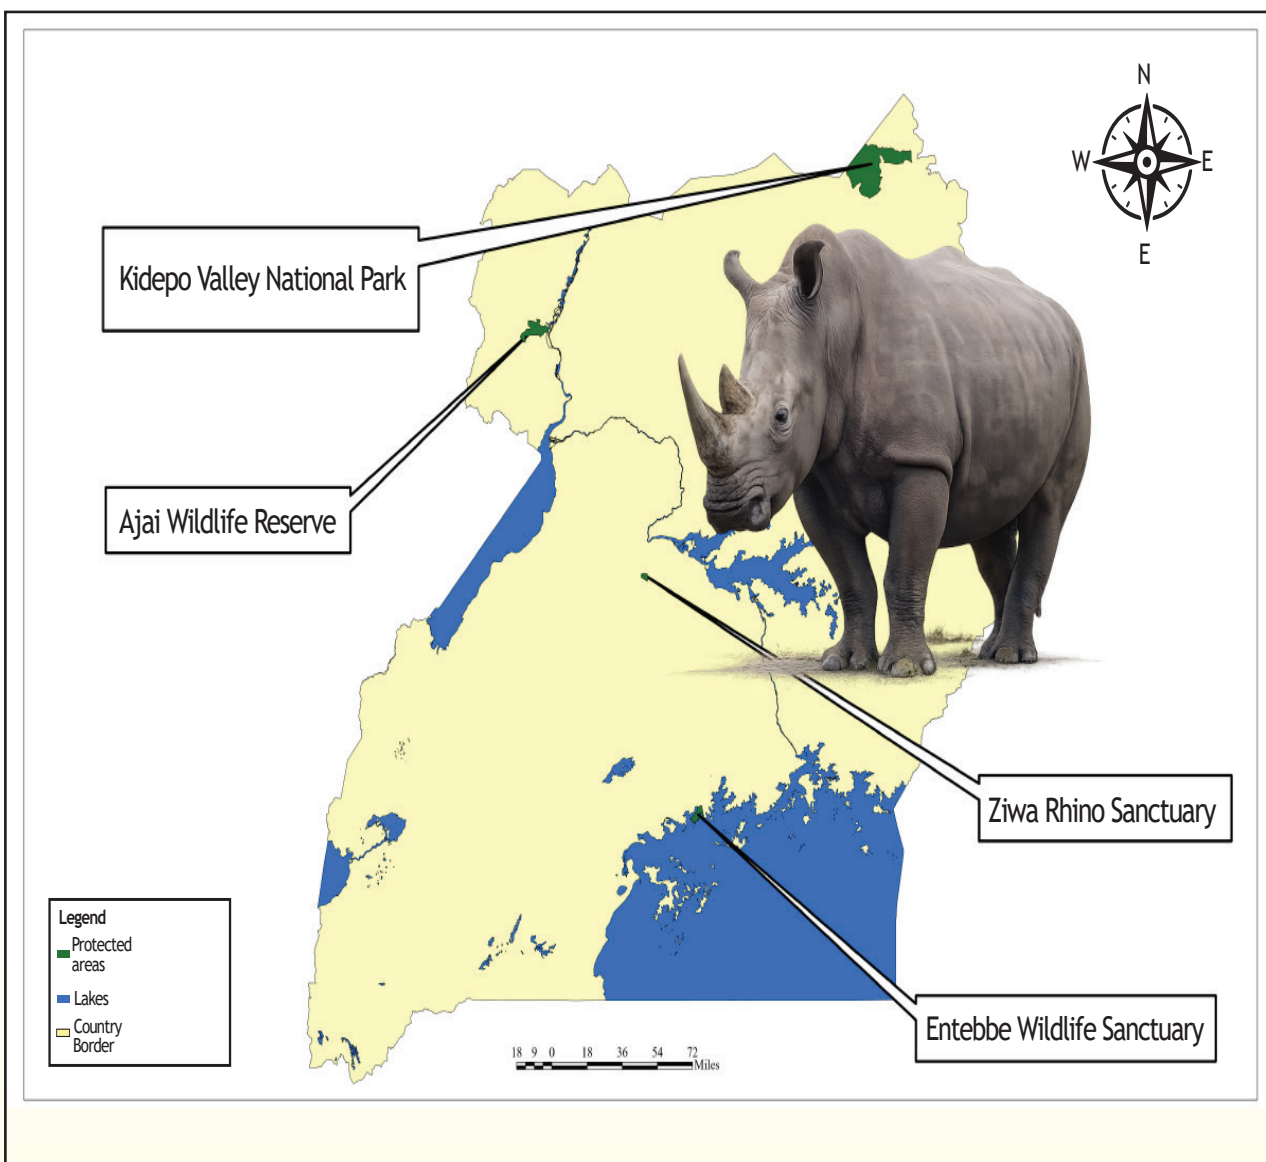 N
W E
E
Kidepo Valley National Park
Ajai Wildlife Reserve
Ziwa Rhino Sanctuary
Entebbe Wildlife Sanctuary
Legend
Protected
areas
Lakes
Country
Border
18 9 0 18 36 54 72
Miles